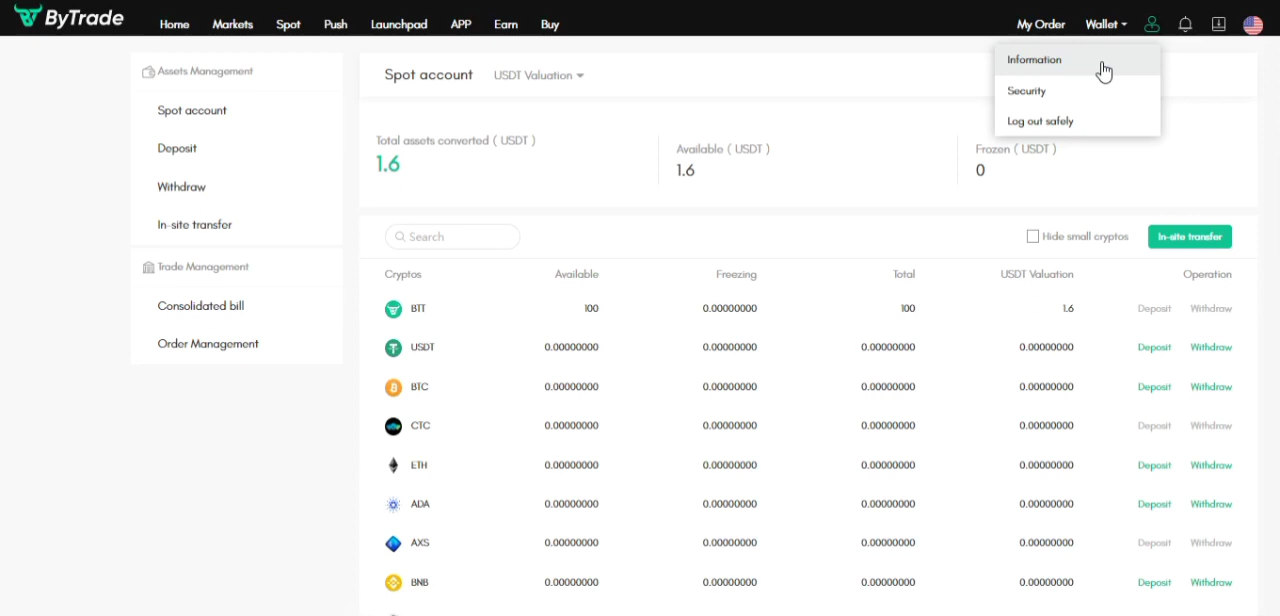 ByTrade Home Markets Spot Push Launchpad APP Earn Buy My Order Wallet
Information
Security
Log out safely
Assets Management
Spot account
Deposit
Withdraw
In-site transfer
Trade Management
Consolidated bill
Order Management
Spot account USDT Valuation
Total assets converted ( USDT )
1.6
Available ( USDT )
1.6
Frozen ( USDT )
0
Search Hide small cryptos In-site transfer
Cryptos Available Freezing Total USDT Valuation Operation
BTT 100 0.00000000 100 1.6 Deposit Withdraw
USDT 0.00000000 0.00000000 0.00000000 0.00000000 Deposit Withdraw
BTC 0.00000000 0.00000000 0.00000000 0.00000000 Deposit Withdraw
CTC 0.00000000 0.00000000 0.00000000 0.00000000 Deposit Withdraw
ETH 0.00000000 0.00000000 0.00000000 0.00000000 Deposit Withdraw
ADA 0.00000000 0.00000000 0.00000000 0.00000000 Deposit Withdraw
AXS 0.00000000 0.00000000 0.00000000 0.00000000 Deposit Withdraw
BNB 0.00000000 0.00000000 0.00000000 0.00000000 Deposit Withdraw